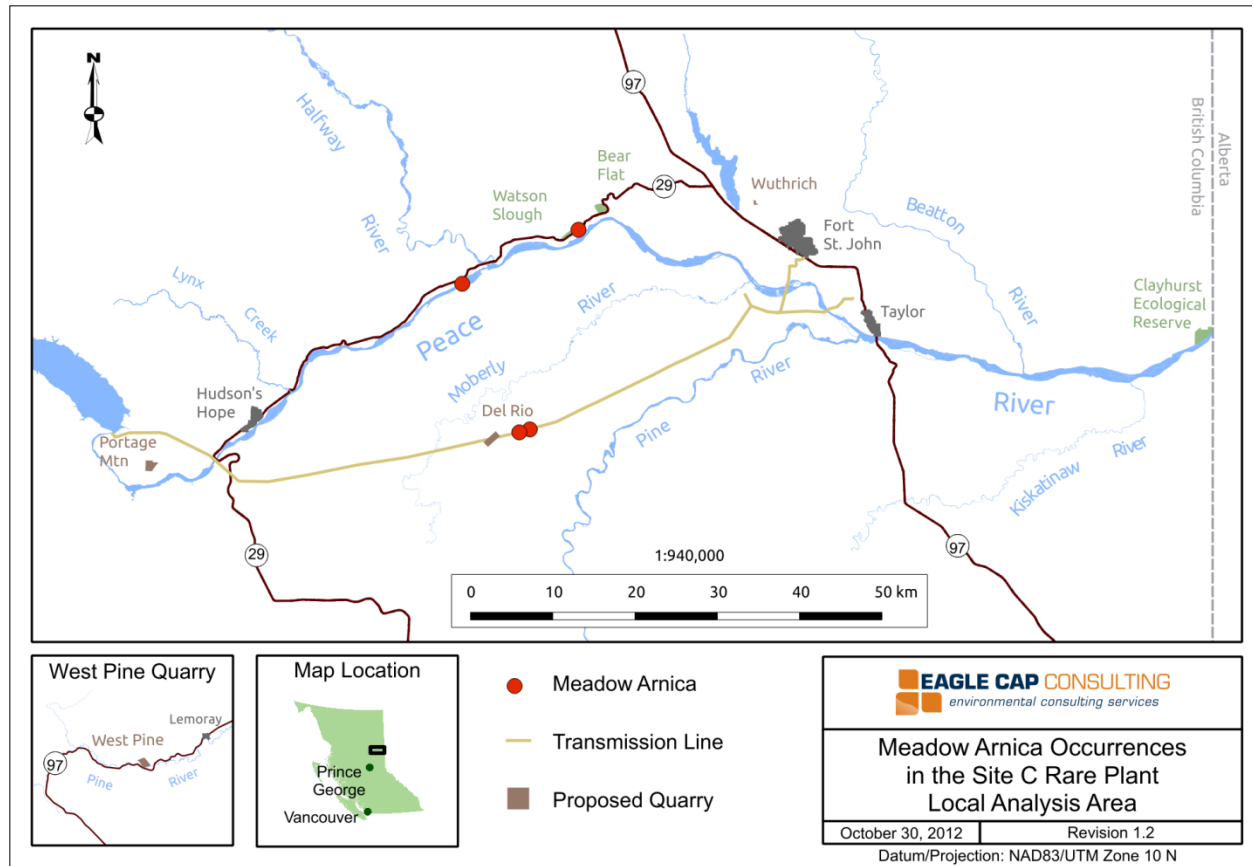 N
97
Halfway
River
Bear
Flat
Watson
Slough
29
Wuthrich
Fort
St. John
Beatton
River
British Columbia
Alberta
Lynx
Creek
Peace
Moberly
River
Taylor
Clayhurst
Ecological
Reserve
Hudson's
Hope
Portage
Mtn
Del Rio
Pine
River
River
Kiskatinaw
River
29
97
1:940,000
0 10 20 30 40 50 km
West Pine Quarry
Lemoray
West Pine
97
Pine
River
Map Location
Prince
George
Vancouver
Meadow Arnica
Transmission Line
Proposed Quarry
EAGLE CAP CONSULTING
environmental consulting services
Meadow Arnica Occurrences
in the Site C Rare Plant
Local Analysis Area
October 30, 2012
Revision 1.2
Datum/Projection: NAD83/UTM Zone 10 N